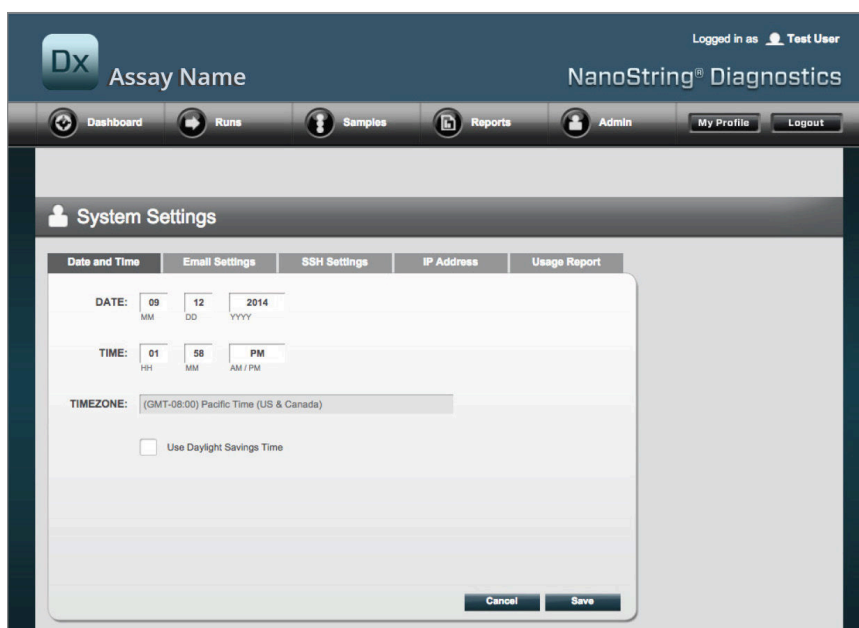 Logged in as Test User
Dx Assay Name
NanoString® Diagnostics
Dashboard Runs Samples Reports Admin My Profile Logout
System Settings
Date and Time Email Settings SSH Settings IP Address Usage Report
DATE: 09 12 2014
MM DD YYYY
TIME: 01 58 PM
HH MM AM / PM
TIMEZONE: (GMT-08:00) Pacific Time (US & Canada)
Use Daylight Savings Time
Cancel Save